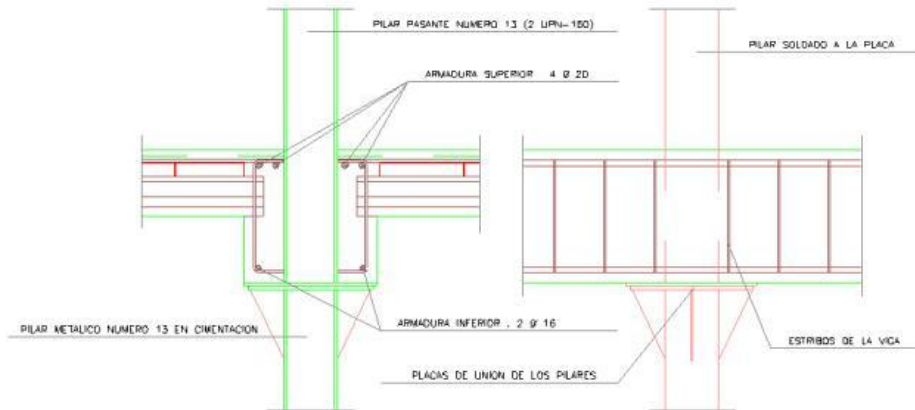 PILAR PASANTE NUMERO 13 (2 UPN-160)
PILAR SOLDADO A LA PLACA
ARMADURA SUPERIOR 4 Ø 20
PILAR METALICO NUMERO 13 EN CIMENTACION
ARMADURA INFERIOR . 2 Ø 16
ESTRIBOS DE LA VIGA
PLACAS DE UNION DE LOS PILARES